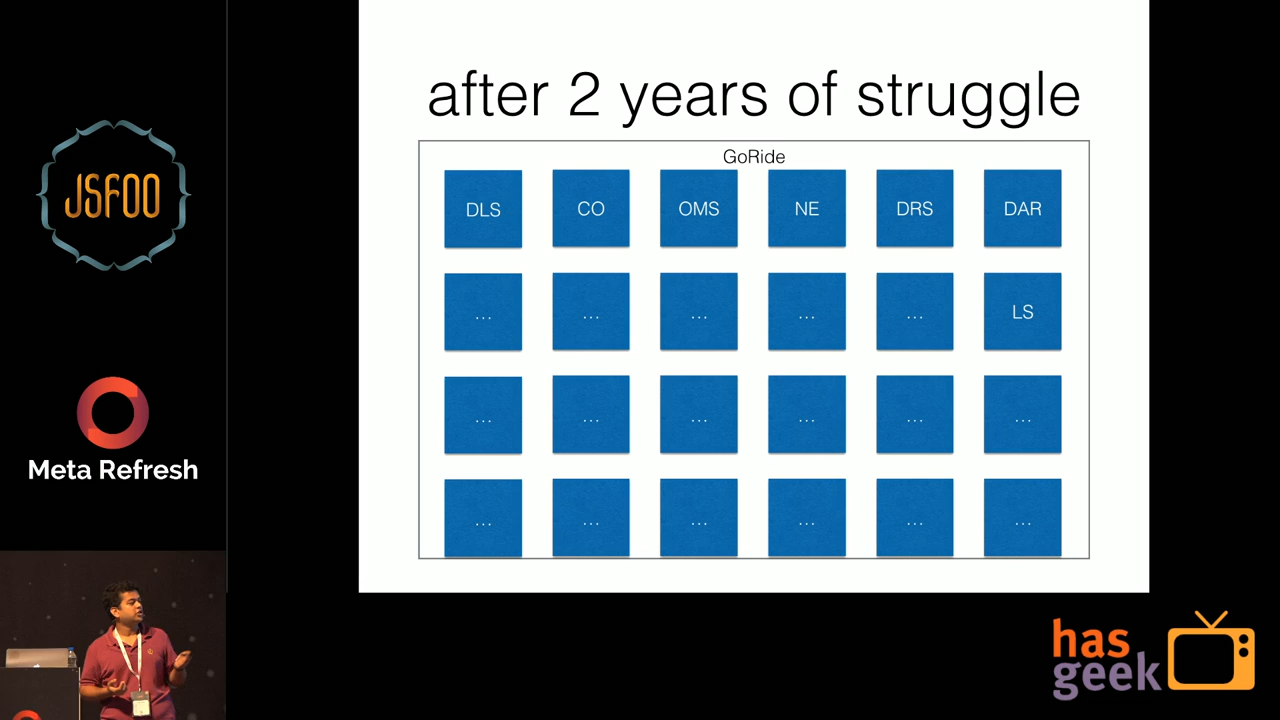 after 2 years of struggle
GoRide
DLS CO OMS NE DRS DAR
... ... ... ... ... LS
... ... ... ... ... ...
... ... ... ... ... ...
JSFOO
Meta Refresh
has
geek